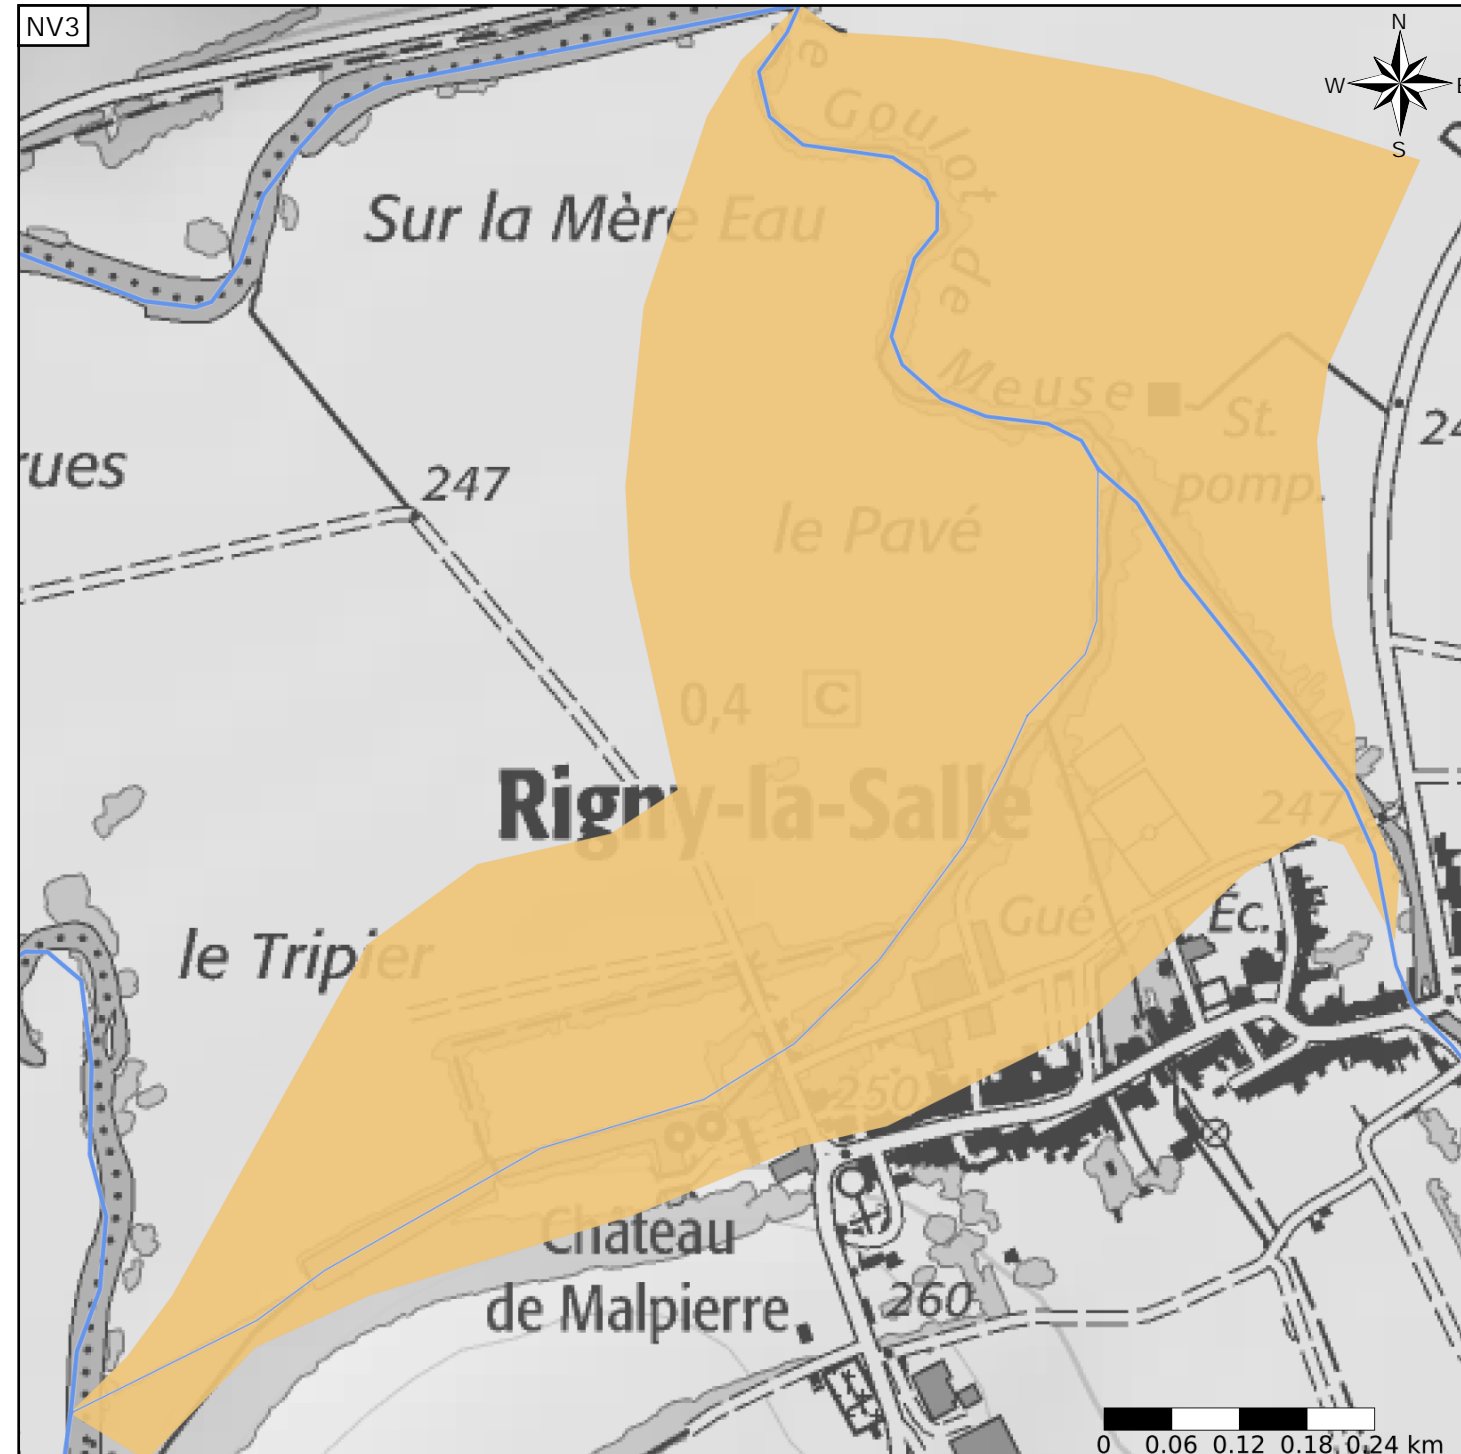 NV3
N
W
E
S
le Goulot de Meuse
Sur la Mère Eau
rues
247
St.
pomp.
le Pavé
0,4
C
Rigny-la-Salle
247
Gué
Éc.
le Tripier
250
Château
de Malpierre
260
0 0.06 0.12 0.18 0.24 km